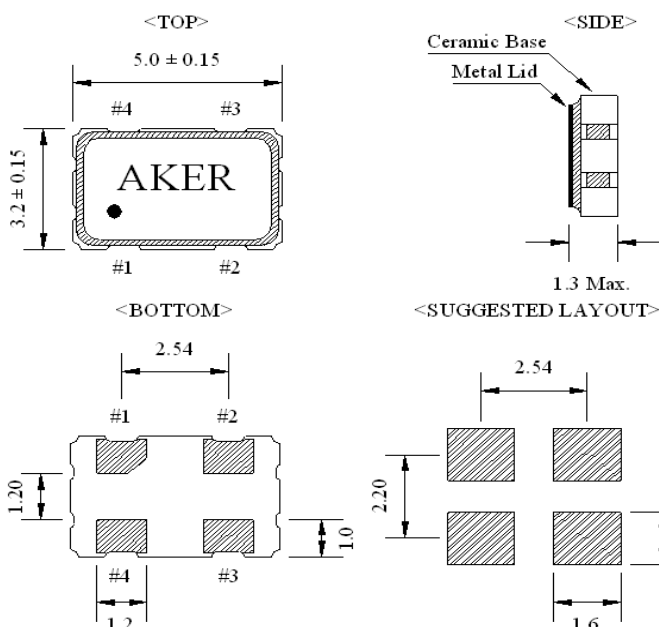 <TOP>
<SIDE>
5.0 ± 0.15
Ceramic Base
Metal Lid
#4 #3
3.2 ± 0.15
AKER
#1 #2
1.3 Max.
<BOTTOM>
<SUGGESTED LAYOUT>
2.54
2.54
#1 #2
1.20
2.20
1.0
#4 #3
1.2
1.6